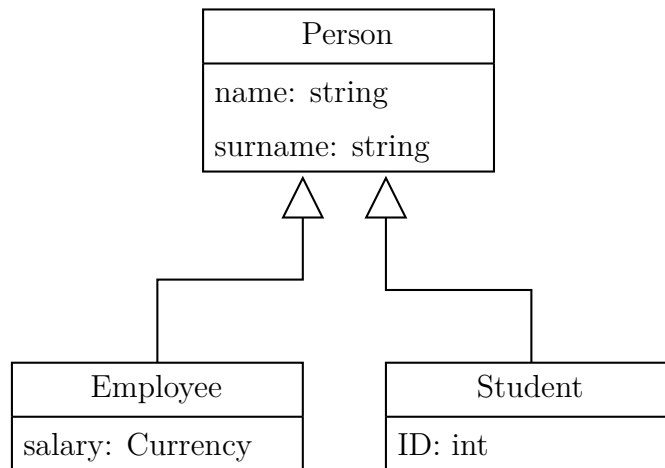 Person
name: string
surname: string
Employee
salary: Currency
Student
ID: int